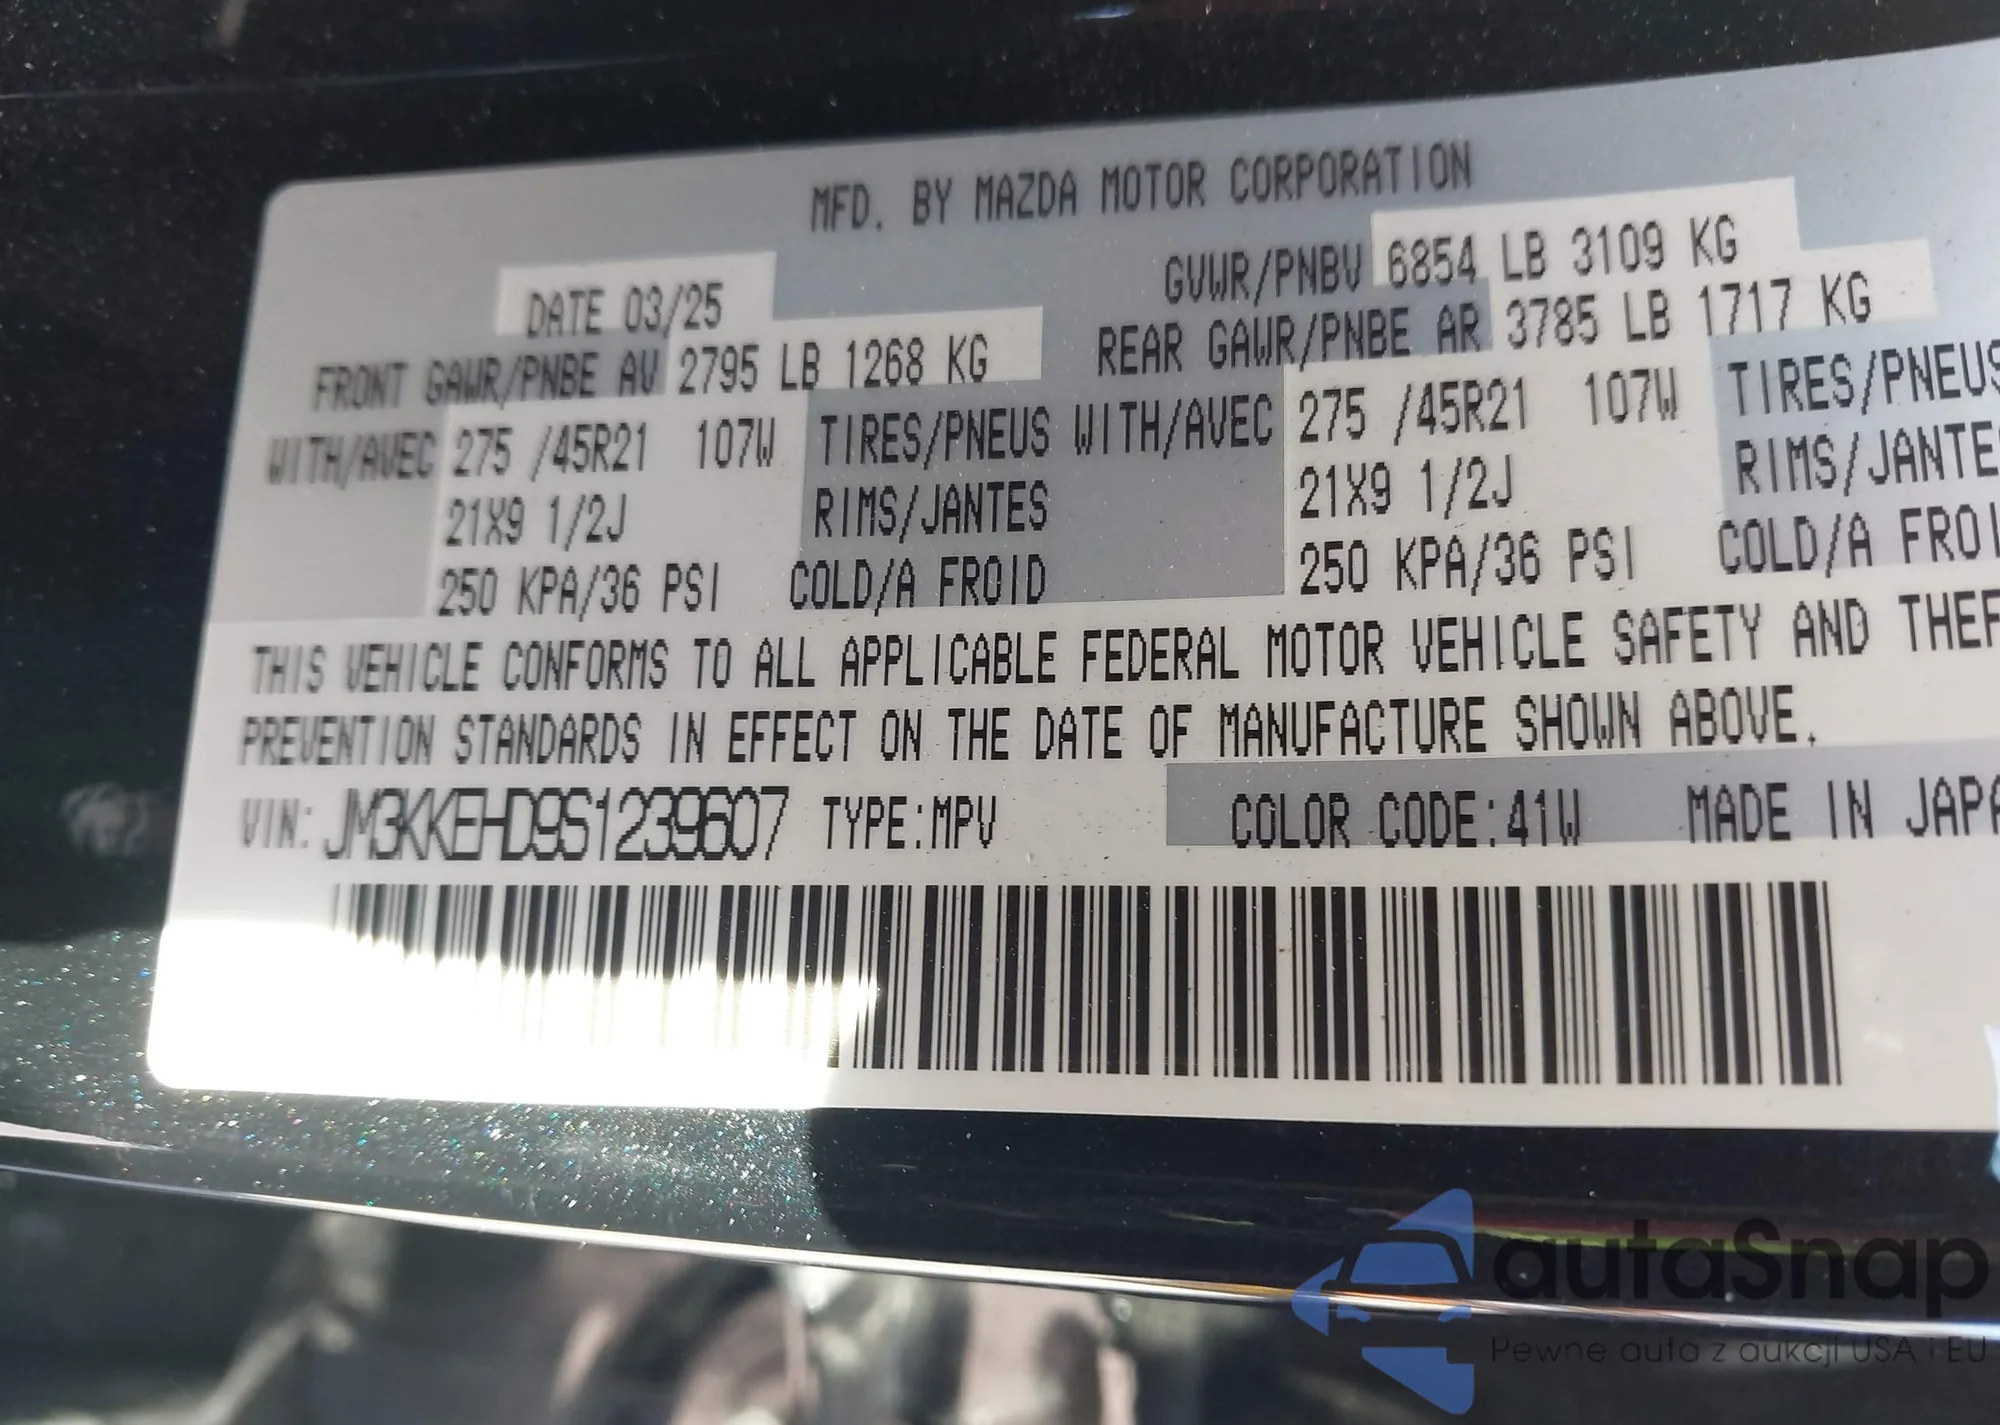 MFD. BY MAZDA MOTOR CORPORATION
DATE 03/25 GVWR/PNBV 6854 LB 3109 KG
FRONT GAWR/PNBE AV 2795 LB 1268 KG REAR GAWR/PNBE AR 3785 LB 1717 KG
WITH/AVEC 275 /45R21 107W TIRES/PNEUS WITH/AVEC 275 /45R21 107W TIRES/PNEUS
21X9 1/2J RIMS/JANTES 21X9 1/2J RIMS/JANTE
250 KPA/36 PSI COLD/A FROID 250 KPA/36 PSI COLD/A FROI
THIS VEHICLE CONFORMS TO ALL APPLICABLE FEDERAL MOTOR VEHICLE SAFETY AND THEF
PREVENTION STANDARDS IN EFFECT ON THE DATE OF MANUFACTURE SHOWN ABOVE.
VIN: JM3KKEHD9S1239607 TYPE:MPV COLOR CODE:41W MADE IN JAPA
autaSnap
Pewne auta z aukcji USA i EU